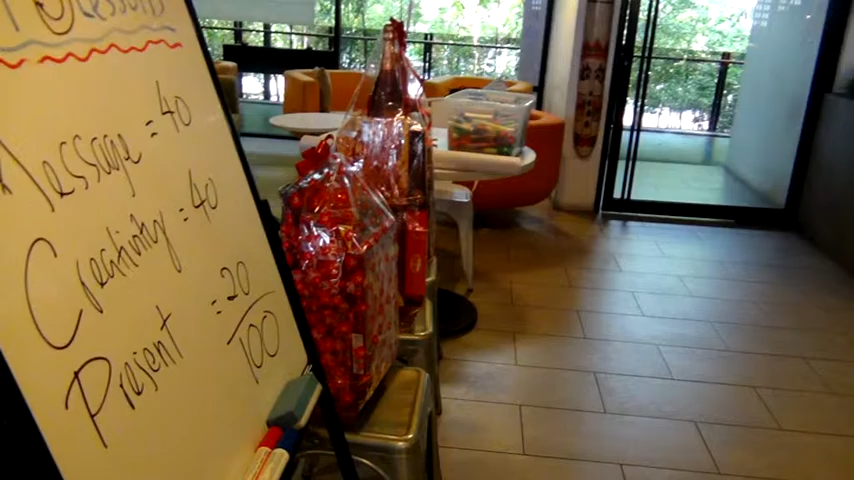 Message = 40
Creativity = 40
Present = 20
100